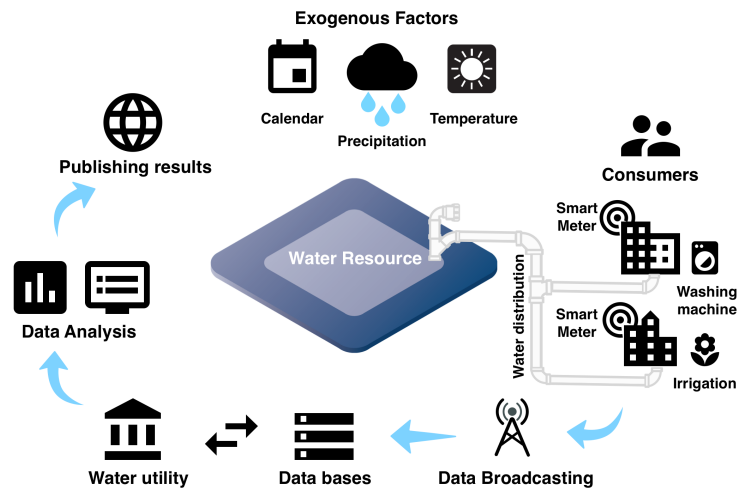 Exogenous Factors
Calendar
Precipitation
Temperature
Publishing results
Consumers
Smart
Meter
Water Resource
Water distribution
Washing
machine
Data Analysis
Smart
Meter
Irrigation
Water utility
Data bases
Data Broadcasting